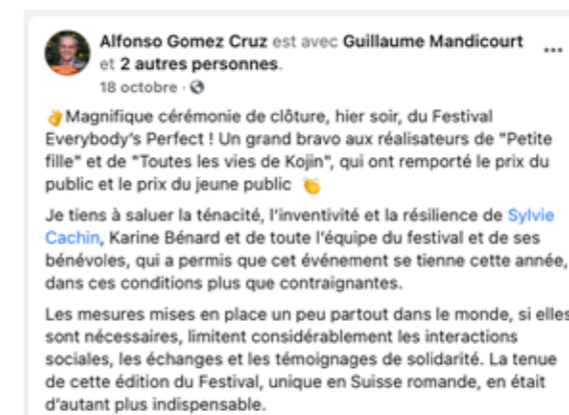 Alfonso Gomez Cruz est avec Guillaume Mandicourt
et 2 autres personnes.
18 octobre ·
👌Magnifique cérémonie de clôture, hier soir, du Festival
Everybody's Perfect ! Un grand bravo aux réalisateurs de "Petite
fille" et de "Toutes les vies de Kojin", qui ont remporté le prix du
public et le prix du jeune public 👏
Je tiens à saluer la ténacité, l'inventivité et la résilience de Sylvie
Cachin, Karine Bénard et de toute l'équipe du festival et de ses
bénévoles, qui a permis que cet événement se tienne cette année,
dans ces conditions plus que contraignantes.
Les mesures mises en place un peu partout dans le monde, si elles
sont nécessaires, limitent considérablement les interactions
sociales, les échanges et les témoignages de solidarité. La tenue
de cette édition du Festival, unique en Suisse romande, en était
d'autant plus indispensable.